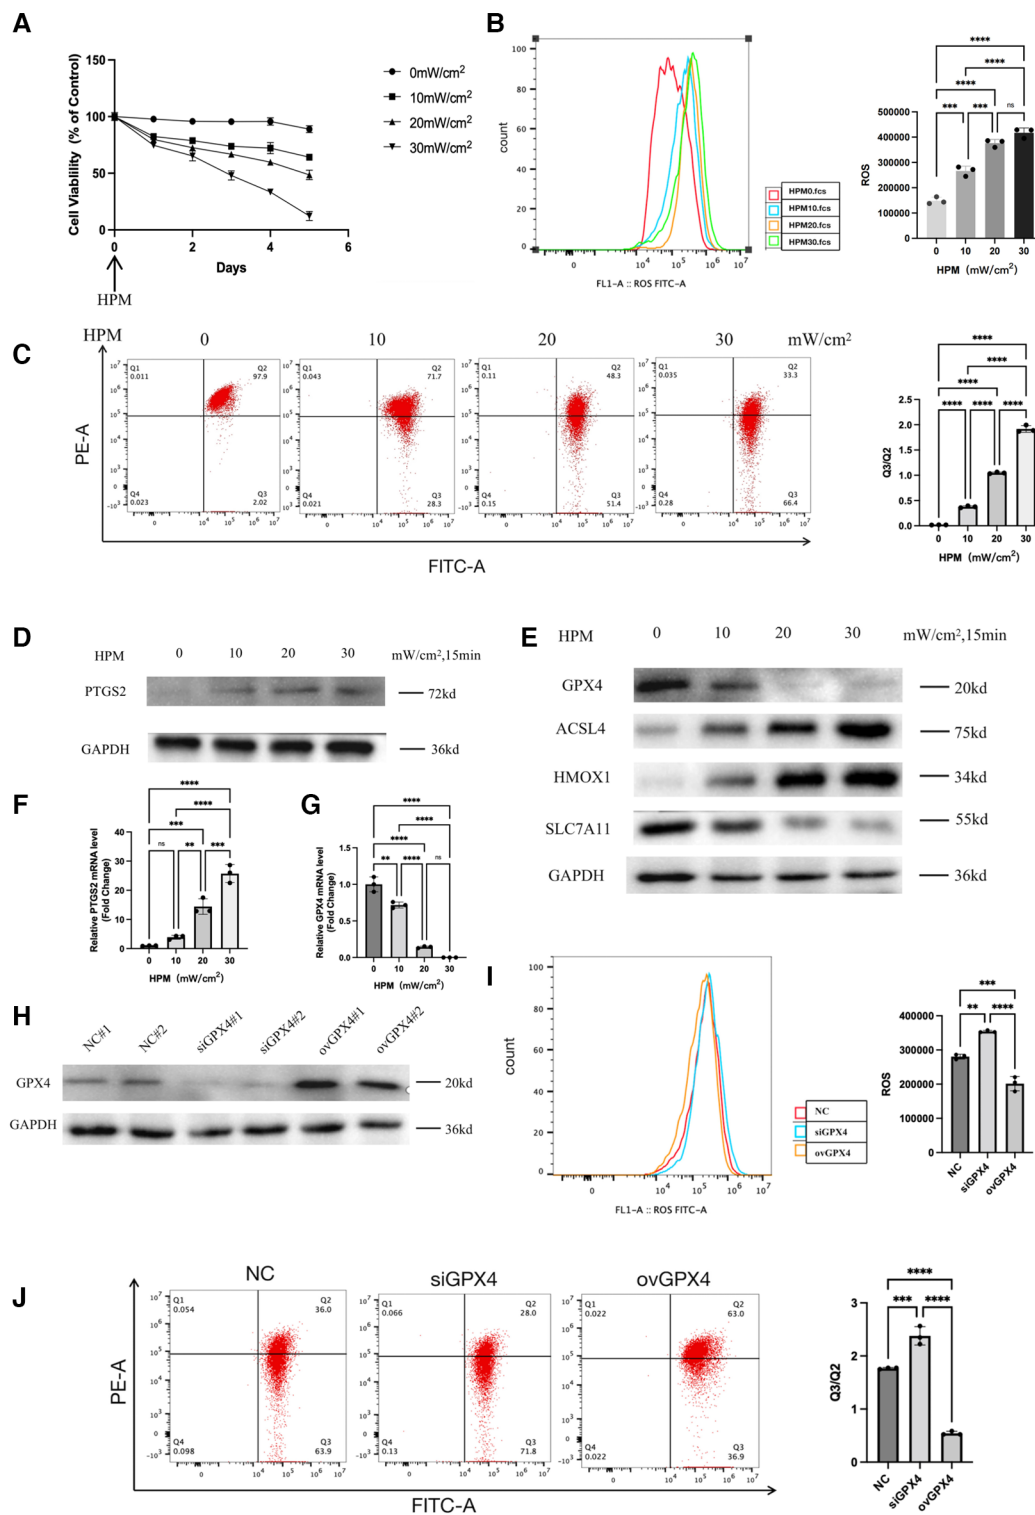 A
150
100
50
0
Cell Viablility (% of Control)
0
2
4
6
Days
HPM
0mW/cm²
10mW/cm²
20mW/cm²
30mW/cm²
B
100
80
60
40
20
0
count
0
10⁴
10⁵
10⁶
10⁷
FL1-A :: ROS FITC-A
HPM0.fcs
HPM10.fcs
HPM20.fcs
HPM30.fcs
****
****
****
*** *** ns
500000
400000
300000
200000
100000
0
ROS
0 10 20 30
HPM (mW/cm²)
C
HPM 0 10 20 30 mW/cm²
PE-A
Q1
0.011
Q2
97.9
Q4
0.023
Q3
2.02
Q1
0.043
Q2
71.7
Q4
0.021
Q3
28.3
Q1
0.11
Q2
48.3
Q4
0.15
Q3
51.4
Q1
0.035
Q2
33.3
Q4
0.28
Q3
66.4
FITC-A
****
****
****
**** **** ****
2.5
2.0
1.5
1.0
0.5
0.0
Q3/Q2
0 10 20 30
HPM (mW/cm²)
D
HPM 0 10 20 30 mW/cm²,15min
PTGS2 72kd
GAPDH 36kd
E
HPM 0 10 20 30 mW/cm²,15min
GPX4 20kd
ACSL4 75kd
HMOX1 34kd
SLC7A11 55kd
GAPDH 36kd
F
****
****
***
ns ** ***
40
30
20
10
0
Relative PTGS2 mRNA level
(Fold Change)
0 10 20 30
HPM (mW/cm²)
G
****
****
****
** **** ns
1.5
1.0
0.5
0.0
Relative GPX4 mRNA level
(Fold Change)
0 10 20 30
HPM (mW/cm²)
H
NC#1 NC#2 siGPX4#1 siGPX4#2 ovGPX4#1 ovGPX4#2
GPX4 20kd
GAPDH 36kd
I
100
80
60
40
20
0
count
0
10⁴
10⁵
10⁶
10⁷
FL1-A :: ROS FITC-A
NC
siGPX4
ovGPX4
***
** ****
400000
300000
200000
100000
0
ROS
NC siGPX4 ovGPX4
J
NC siGPX4 ovGPX4
PE-A
Q1
0.054
Q2
36.0
Q4
0.098
Q3
63.9
Q1
0.066
Q2
28.0
Q4
0.13
Q3
71.8
Q1
0.022
Q2
63.0
Q4
0.022
Q3
36.9
FITC-A
****
*** ****
3
2
1
0
Q3/Q2
NC siGPX4 ovGPX4